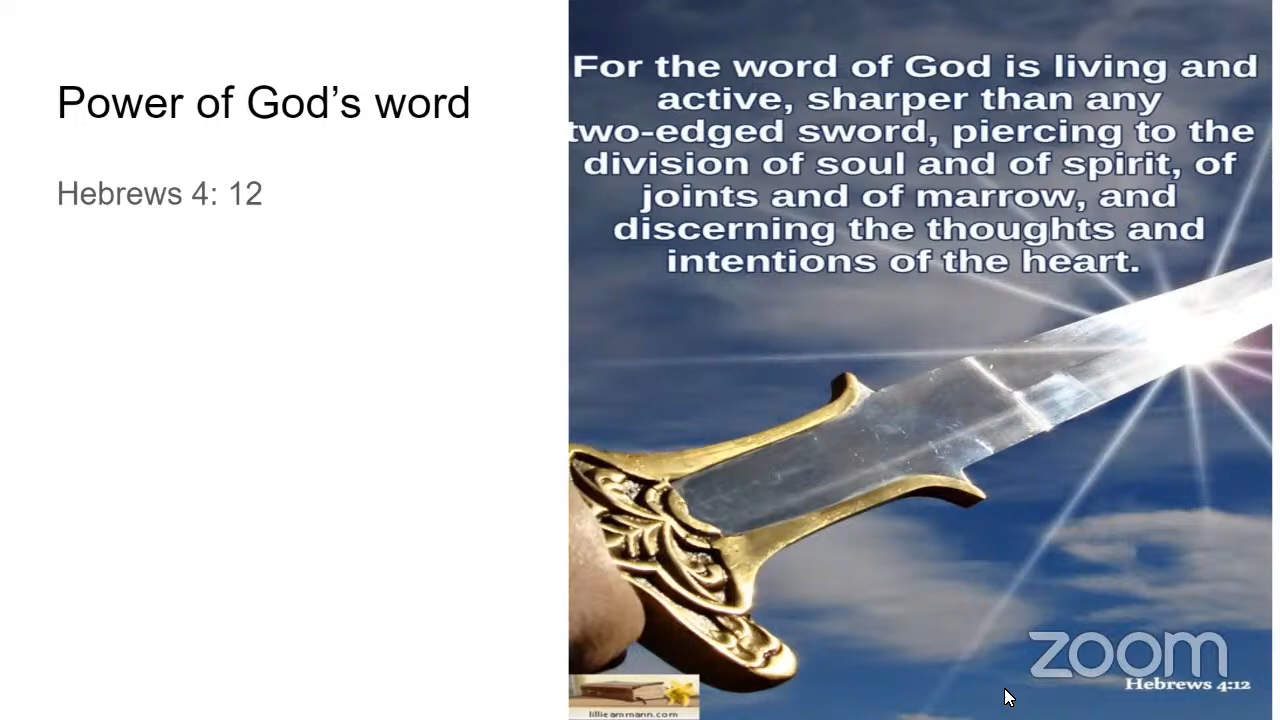 Power of God’s word
Hebrews 4: 12
For the word of God is living and
active, sharper than any
two-edged sword, piercing to the
division of soul and of spirit, of
joints and of marrow, and
discerning the thoughts and
intentions of the heart.
zoom
Hebrews 4:12
lillieammann.com